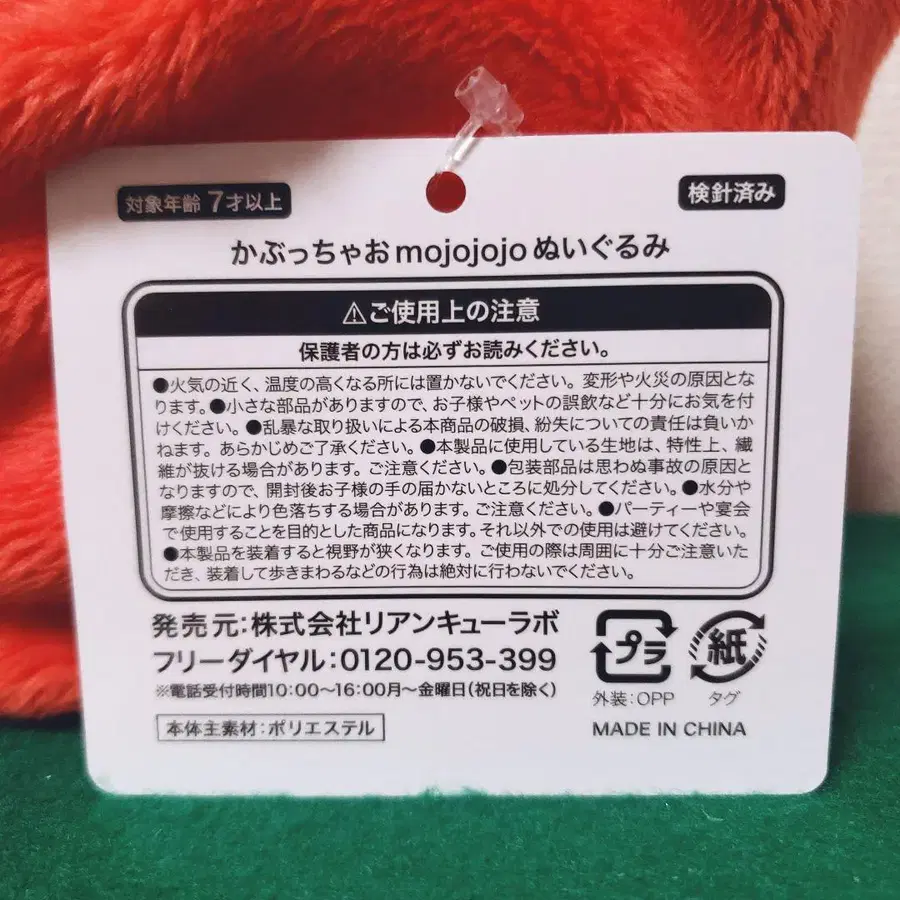 対象年齢 7才以上
検針済み
かぶっちゃおmojojojoぬいぐるみ
⚠ご使用上の注意
保護者の方は必ずお読みください。
●火気の近く、温度の高くなる所には置かないでください。変形や火災の原因とな
ります。●小さな部品がありますので、お子様やペットの誤飲など十分にお気を付
けください。●乱暴な取り扱いによる本商品の破損、紛失についての責任は負いか
ねます。あらかじめご了承ください。●本製品に使用している生地は、特性上、繊
維が抜ける場合があります。ご注意ください。●包装部品は思わぬ事故の原因と
なりますので、開封後お子様の手の届かないところに処分してください。●水分や
摩擦などにより色落ちする場合があります。ご注意ください。●パーティーや宴会
で使用することを目的とした商品になります。それ以外での使用は避けてください。
●本製品を装着すると視野が狭くなります。ご使用の際は周囲に十分ご注意いた
だき、装着して歩きまわるなどの行為は絶対に行わないでください。
発売元:株式会社リアンキューラボ
フリーダイヤル:0120-953-399
※電話受付時間10:00〜16:00月〜金曜日(祝日を除く)
本体主素材:ポリエステル
プラ
紙
外装:OPP
タグ
MADE IN CHINA